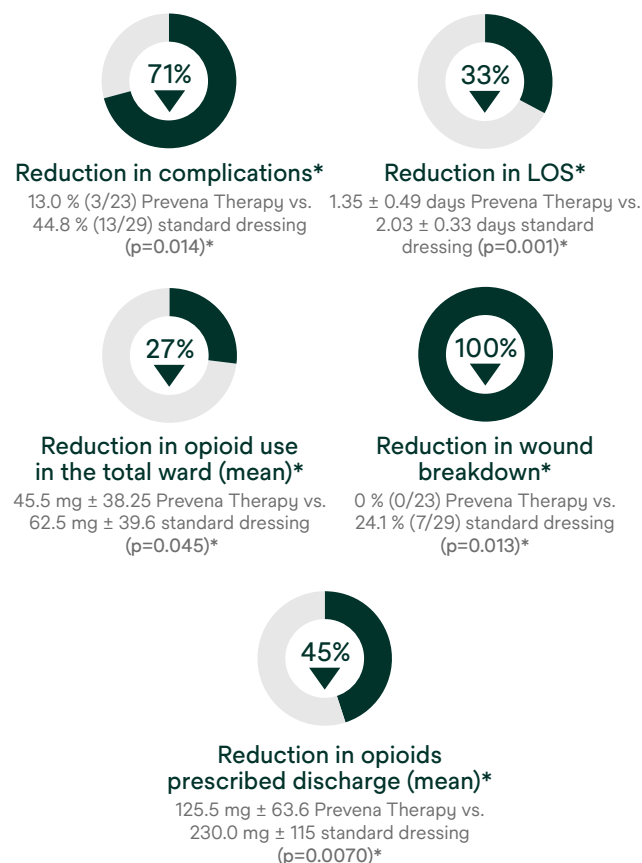 71%
Reduction in complications*
13.0 % (3/23) Prevena Therapy vs.
44.8 % (13/29) standard dressing
(p=0.014)*
33%
Reduction in LOS*
1.35 ± 0.49 days Prevena Therapy vs.
2.03 ± 0.33 days standard
dressing (p=0.001)*
27%
Reduction in opioid use
in the total ward (mean)*
45.5 mg ± 38.25 Prevena Therapy vs.
62.5 mg ± 39.6 standard dressing
(p=0.045)*
100%
Reduction in wound
breakdown*
0 % (0/23) Prevena Therapy vs.
24.1 % (7/29) standard dressing
(p=0.013)*
45%
Reduction in opioids
prescribed discharge (mean)*
125.5 mg ± 63.6 Prevena Therapy vs.
230.0 mg ± 115 standard dressing
(p=0.0070)*